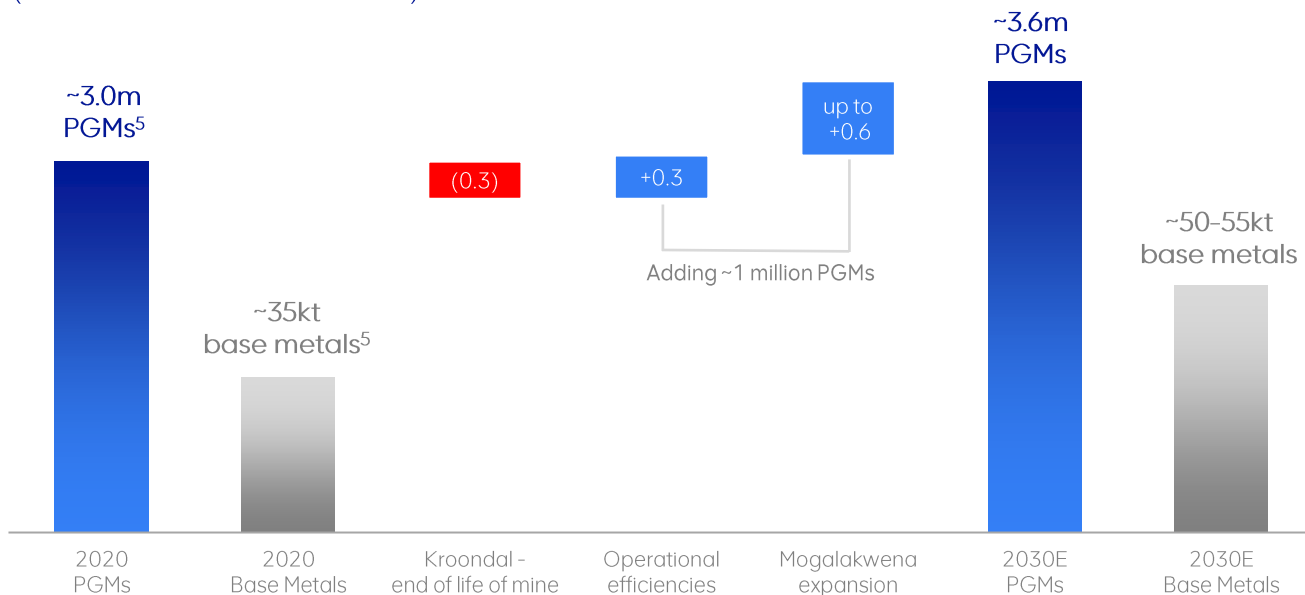 ~3.0m
PGMs⁵
~35kt
base metals⁵
(0.3)
+0.3
up to
+0.6
Adding ~1 million PGMs
~3.6m
PGMs
~50-55kt
base metals
2020
PGMs
2020
Base Metals
Kroondal -
end of life of mine
Operational
efficiencies
Mogalakwena
expansion
2030E
PGMs
2030E
Base Metals